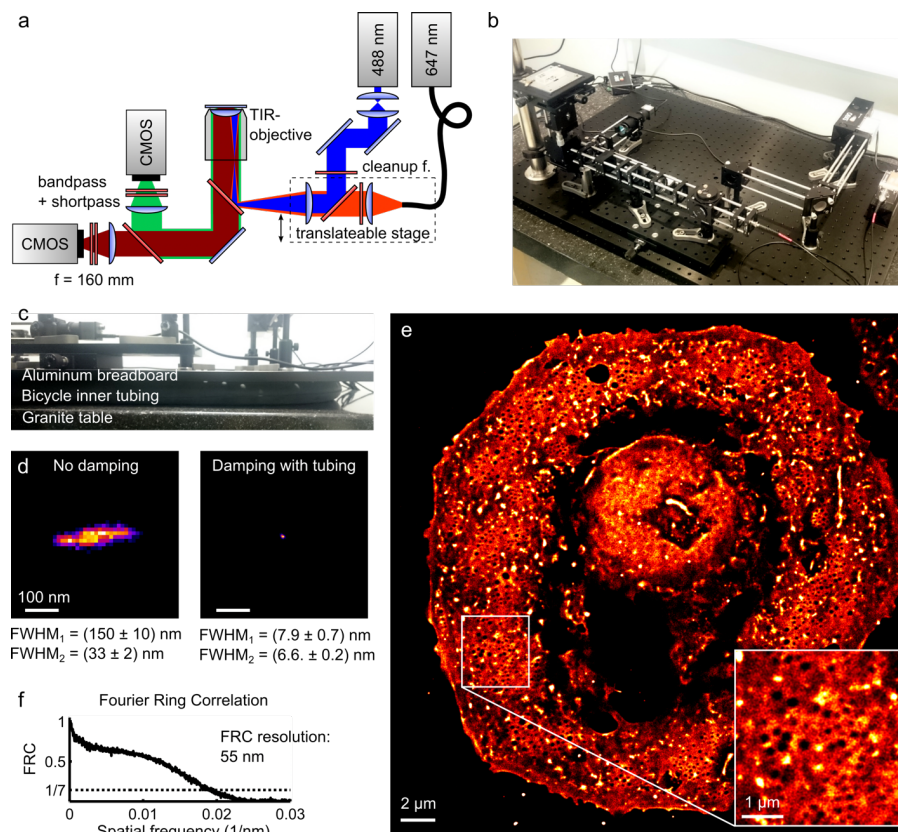 a
488 nm
647 nm
CMOS
TIR-
objective
bandpass
+ shortpass
cleanup f.
CMOS
translateable stage
f = 160 mm
b
c
Aluminum breadboard
Bicycle inner tubing
Granite table
d
No damping
Damping with tubing
100 nm
FWHM₁ = (150 ± 10) nm
FWHM₂ = (33 ± 2) nm
FWHM₁ = (7.9 ± 0.7) nm
FWHM₂ = (6.6. ± 0.2) nm
e
2 µm
1 µm
f
Fourier Ring Correlation
FRC resolution:
55 nm
FRC
1
0.5
1/7
0
0.01
0.02
0.03
Spatial frequency (1/nm)